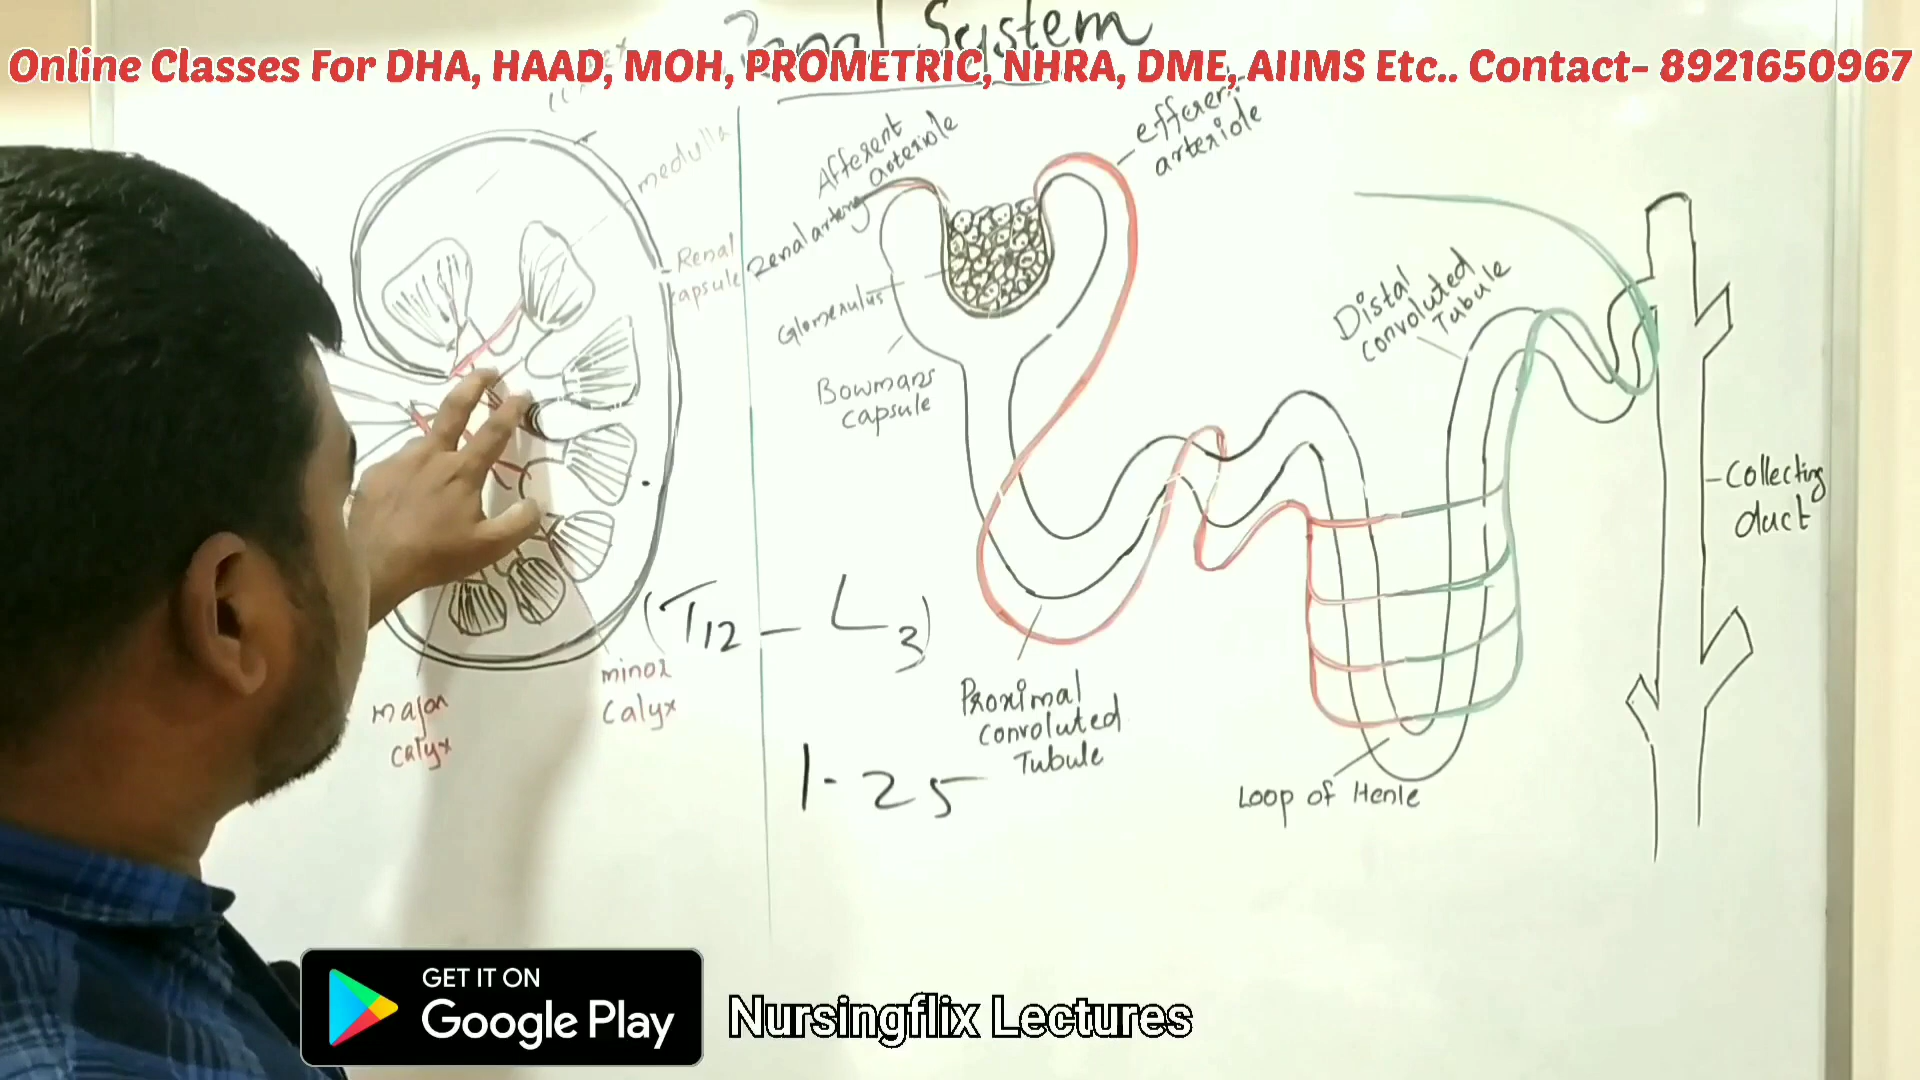 Renal System
Online Classes For DHA, HAAD, MOH, PROMETRIC, NHRA, DME, AIIMS Etc.. Contact- 8921650967
medulla
Renal
capsule
Afferent
arteriole
Renal artery
efferent
arteriole
Glomerulus
Bowmans
capsule
Distal
convoluted
Tubule
Collecting
duct
(T12 - L3)
major
calyx
minor
calyx
Proximal
convoluted
Tubule
1-25
Loop of Henle
GET IT ON
Google Play
Nursingflix Lectures